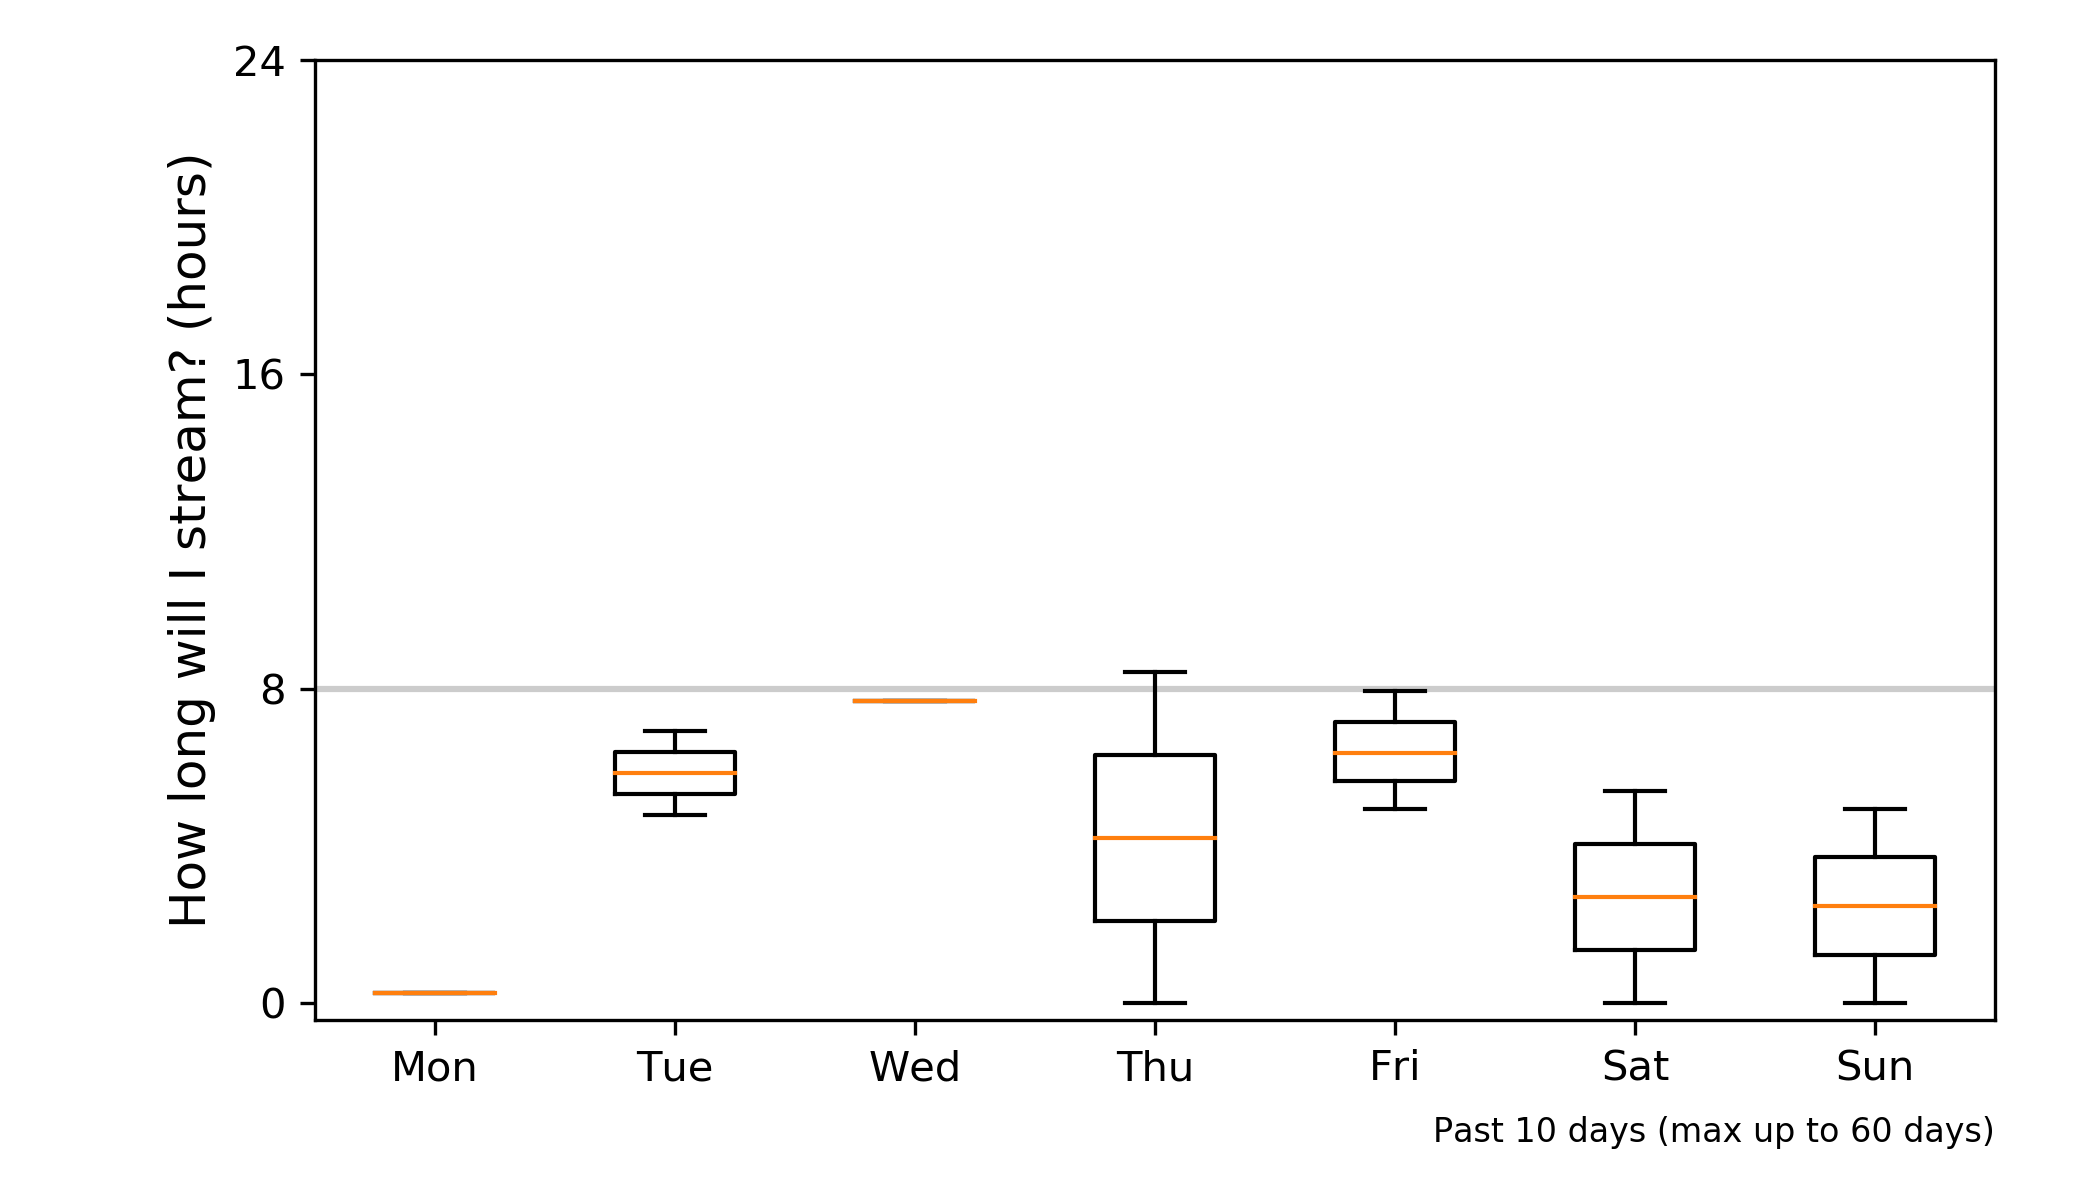 How long will I stream? (hours)
24
16
8
0
Mon Tue Wed Thu Fri Sat Sun
Past 10 days (max up to 60 days)